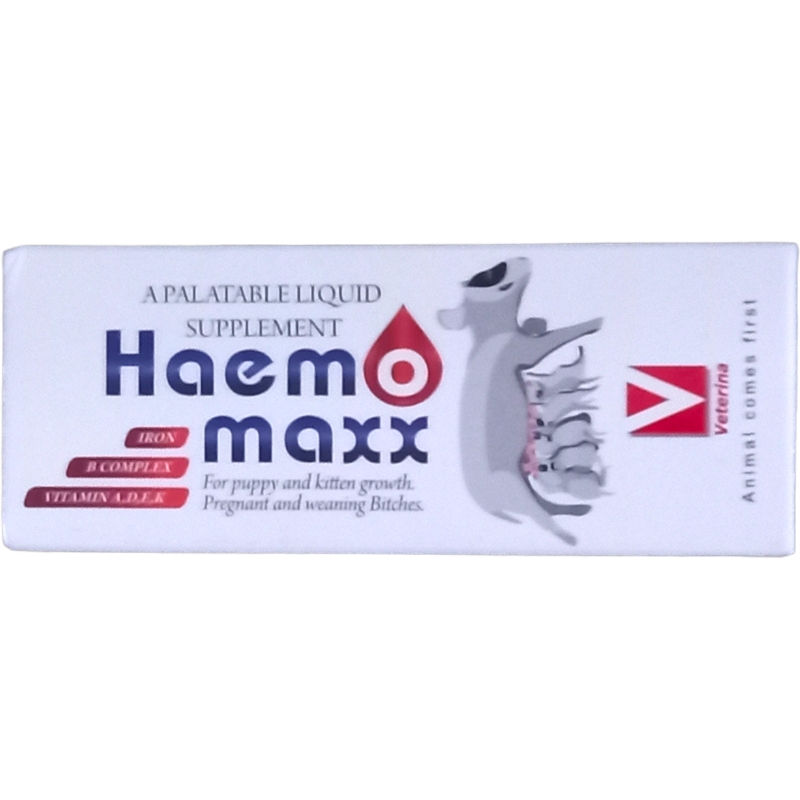 A PALATABLE LIQUID
SUPPLEMENT
Haemo
maxx
IRON
B COMPLEX
VITAMIN A,D,E,K
For puppy and kitten growth.
Pregnant and weaning Bitches.
V
Veterina
Animal comes first